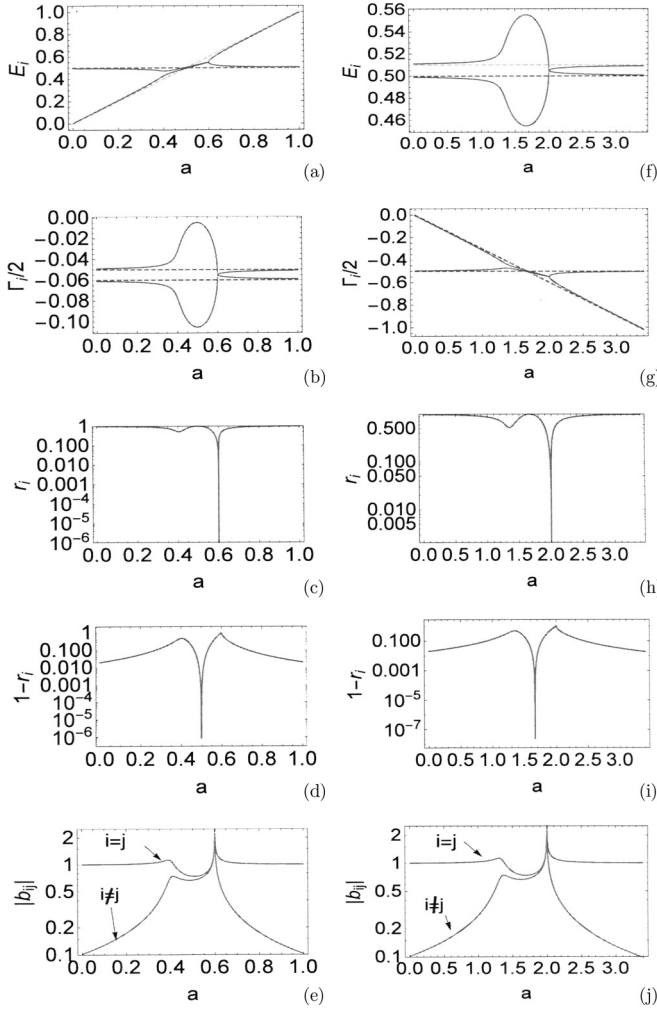 1.0
0.8
0.6
0.4
0.2
0.0
E_i
0.0 0.2 0.4 0.6 0.8 1.0
a
(a)
0.56
0.54
0.51
0.50
0.48
0.46
E_i
0.0 0.5 1.0 1.5 2.0 2.5 3.0
a
(f)
0.00
−0.02
−0.04
−0.06
−0.08
−0.10
Γ_i/2
0.0 0.2 0.4 0.6 0.8 1.0
a
(b)
0.0
−0.2
−0.4
−0.6
−0.8
−1.0
Γ_i/2
0.0 0.5 1.0 1.5 2.0 2.5 3.0
a
(g)
1
0.100
0.010
0.001
10^-4
10^-5
10^-6
r_i
0.0 0.2 0.4 0.6 0.8 1.0
a
(c)
0.500
0.100
0.050
0.010
0.005
r_i
0.0 0.5 1.0 1.5 2.0 2.5 3.0
a
(h)
1
0.100
0.010
0.001
10^-4
10^-5
10^-6
1−r_i
0.0 0.2 0.4 0.6 0.8 1.0
a
(d)
0.100
0.001
10^-5
10^-7
1−r_i
0.0 0.5 1.0 1.5 2.0 2.5 3.0
a
(i)
2
1
0.5
0.2
0.1
|b_ij|
i=j
i≠j
0.0 0.2 0.4 0.6 0.8 1.0
a
(e)
2
1
0.5
0.2
0.1
|b_ij|
i=j
i≠j
0.0 0.5 1.0 1.5 2.0 2.5 3.0
a
(j)